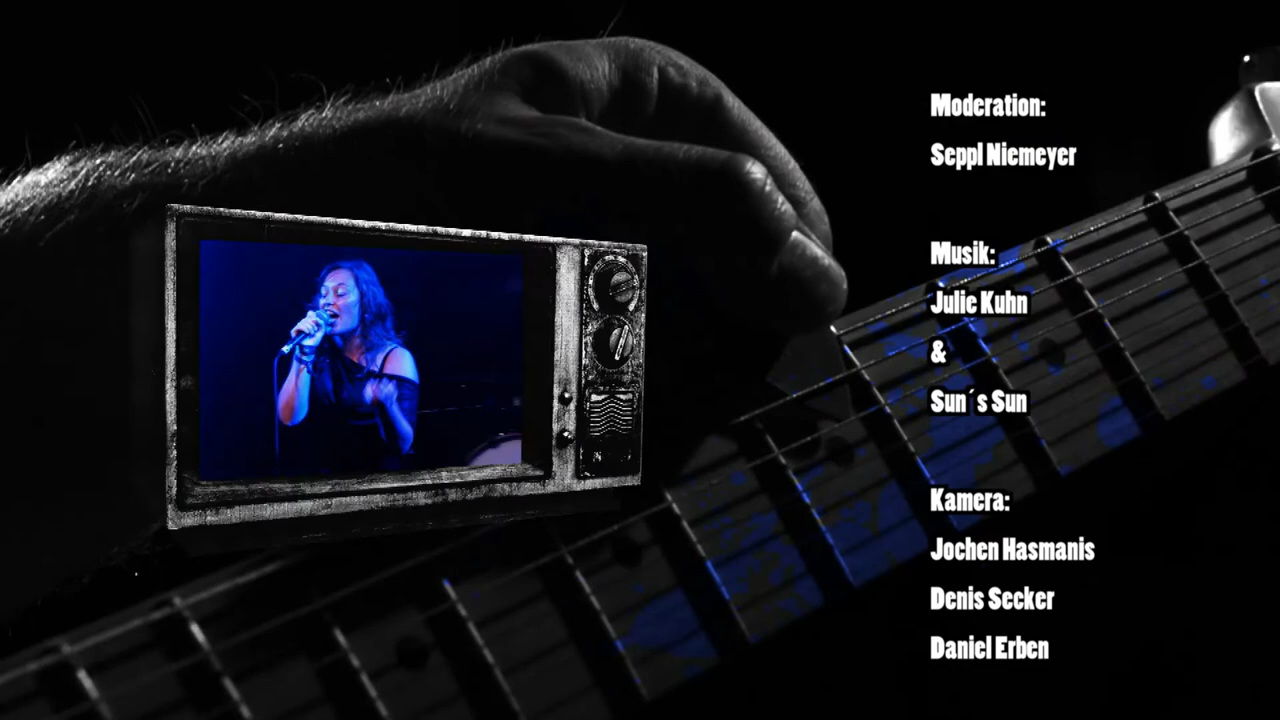 Moderation:
Seppl Niemeyer
Musik:
Julie Kuhn
&
Sun´s Sun
Kamera:
Jochen Hasmanis
Denis Secker
Daniel Erben